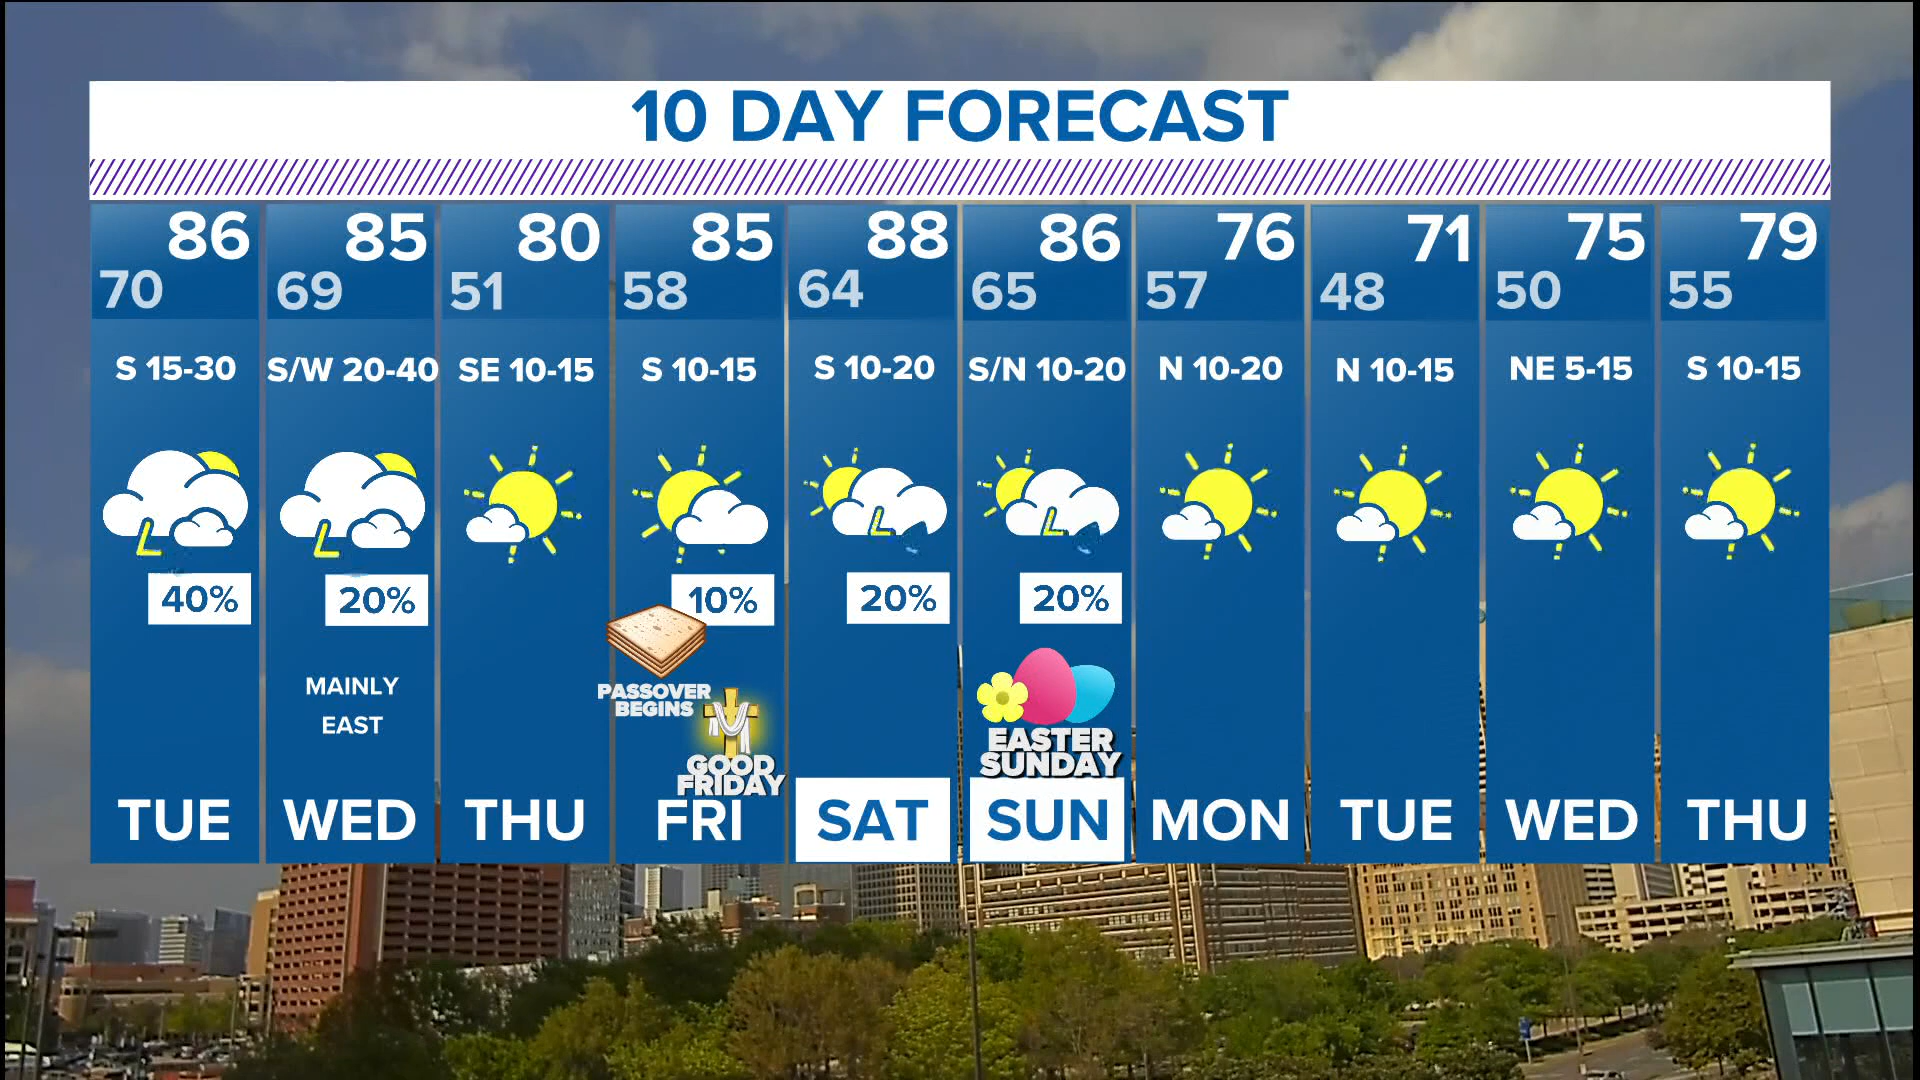 10 DAY FORECAST
86 85 80 85 88 86 76 71 75 79
70 69 51 58 64 65 57 48 50 55
S 15-30 S/W 20-40 SE 10-15 S 10-15 S 10-20 S/N 10-20 N 10-20 N 10-15 NE 5-15 S 10-15
40% 20% 10% 20% 20%
MAINLY
EAST
PASSOVER
BEGINS
GOOD
FRIDAY
EASTER
SUNDAY
TUE WED THU FRI SAT SUN MON TUE WED THU